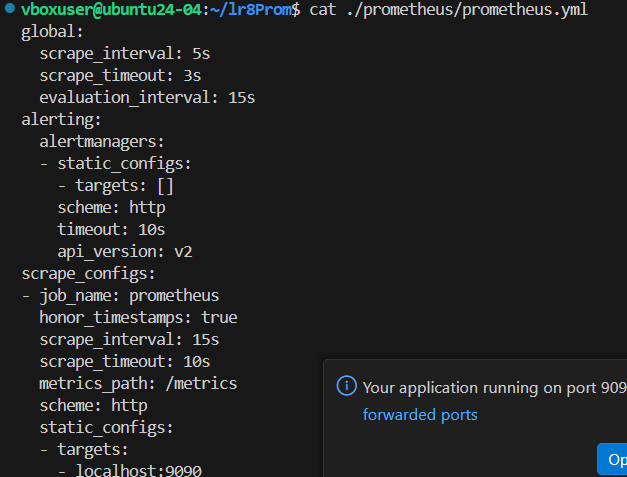 vboxuser@ubuntu24-04:~/lr8Prom$ cat ./prometheus/prometheus.yml
global:
  scrape_interval: 5s
  scrape_timeout: 3s
  evaluation_interval: 15s
alerting:
  alertmanagers:
  - static_configs:
    - targets: []
    scheme: http
    timeout: 10s
    api_version: v2
scrape_configs:
- job_name: prometheus
  honor_timestamps: true
  scrape_interval: 15s
  scrape_timeout: 10s
  metrics_path: /metrics
  scheme: http
  static_configs:
  - targets:
    - localhost:9090
Your application running on port 909
forwarded ports
Op